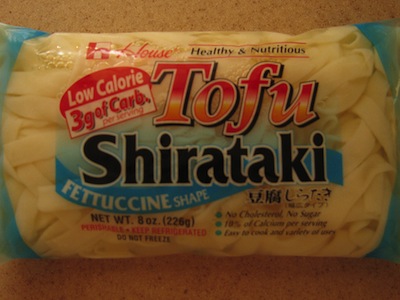 House
Healthy & Nutritious
Low Calorie
3g of Carb.
per serving
Tofu
Shirataki
FETTUCCINE SHAPE
豆腐しらたき
NET WT. 8 oz. (226g)
PERISHABLE • KEEP REFRIGERATED
DO NOT FREEZE
• No Cholesterol, No Sugar
• 10% of Calcium per serving
• Easy to cook and variety of uses